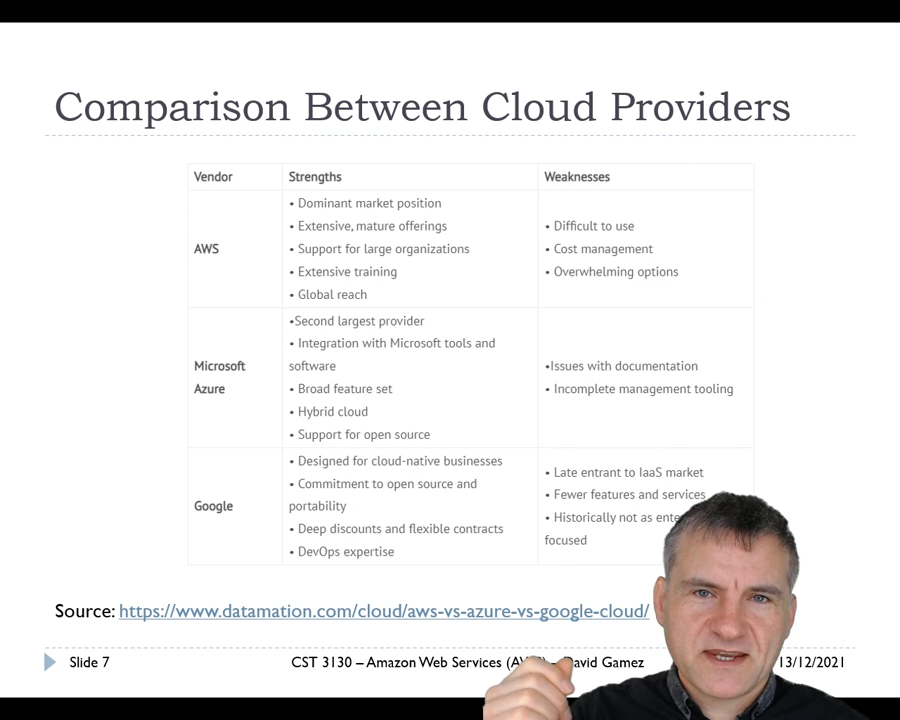 Comparison Between Cloud Providers
Vendor Strengths Weaknesses
AWS
• Dominant market position
• Extensive, mature offerings
• Support for large organizations
• Extensive training
• Global reach
• Difficult to use
• Cost management
• Overwhelming options
Microsoft
Azure
•Second largest provider
• Integration with Microsoft tools and
software
• Broad feature set
• Hybrid cloud
• Support for open source
•Issues with documentation
• Incomplete management tooling
Google
• Designed for cloud-native businesses
• Commitment to open source and
portability
• Deep discounts and flexible contracts
• DevOps expertise
• Late entrant to IaaS market
• Fewer features and services
• Historically not as
focused
Source: https://www.datamation.com/cloud/aws-vs-azure-vs-google-cloud/
Slide 7 CST 3130 – Amazon Web Services – David Gamez 13/12/2021